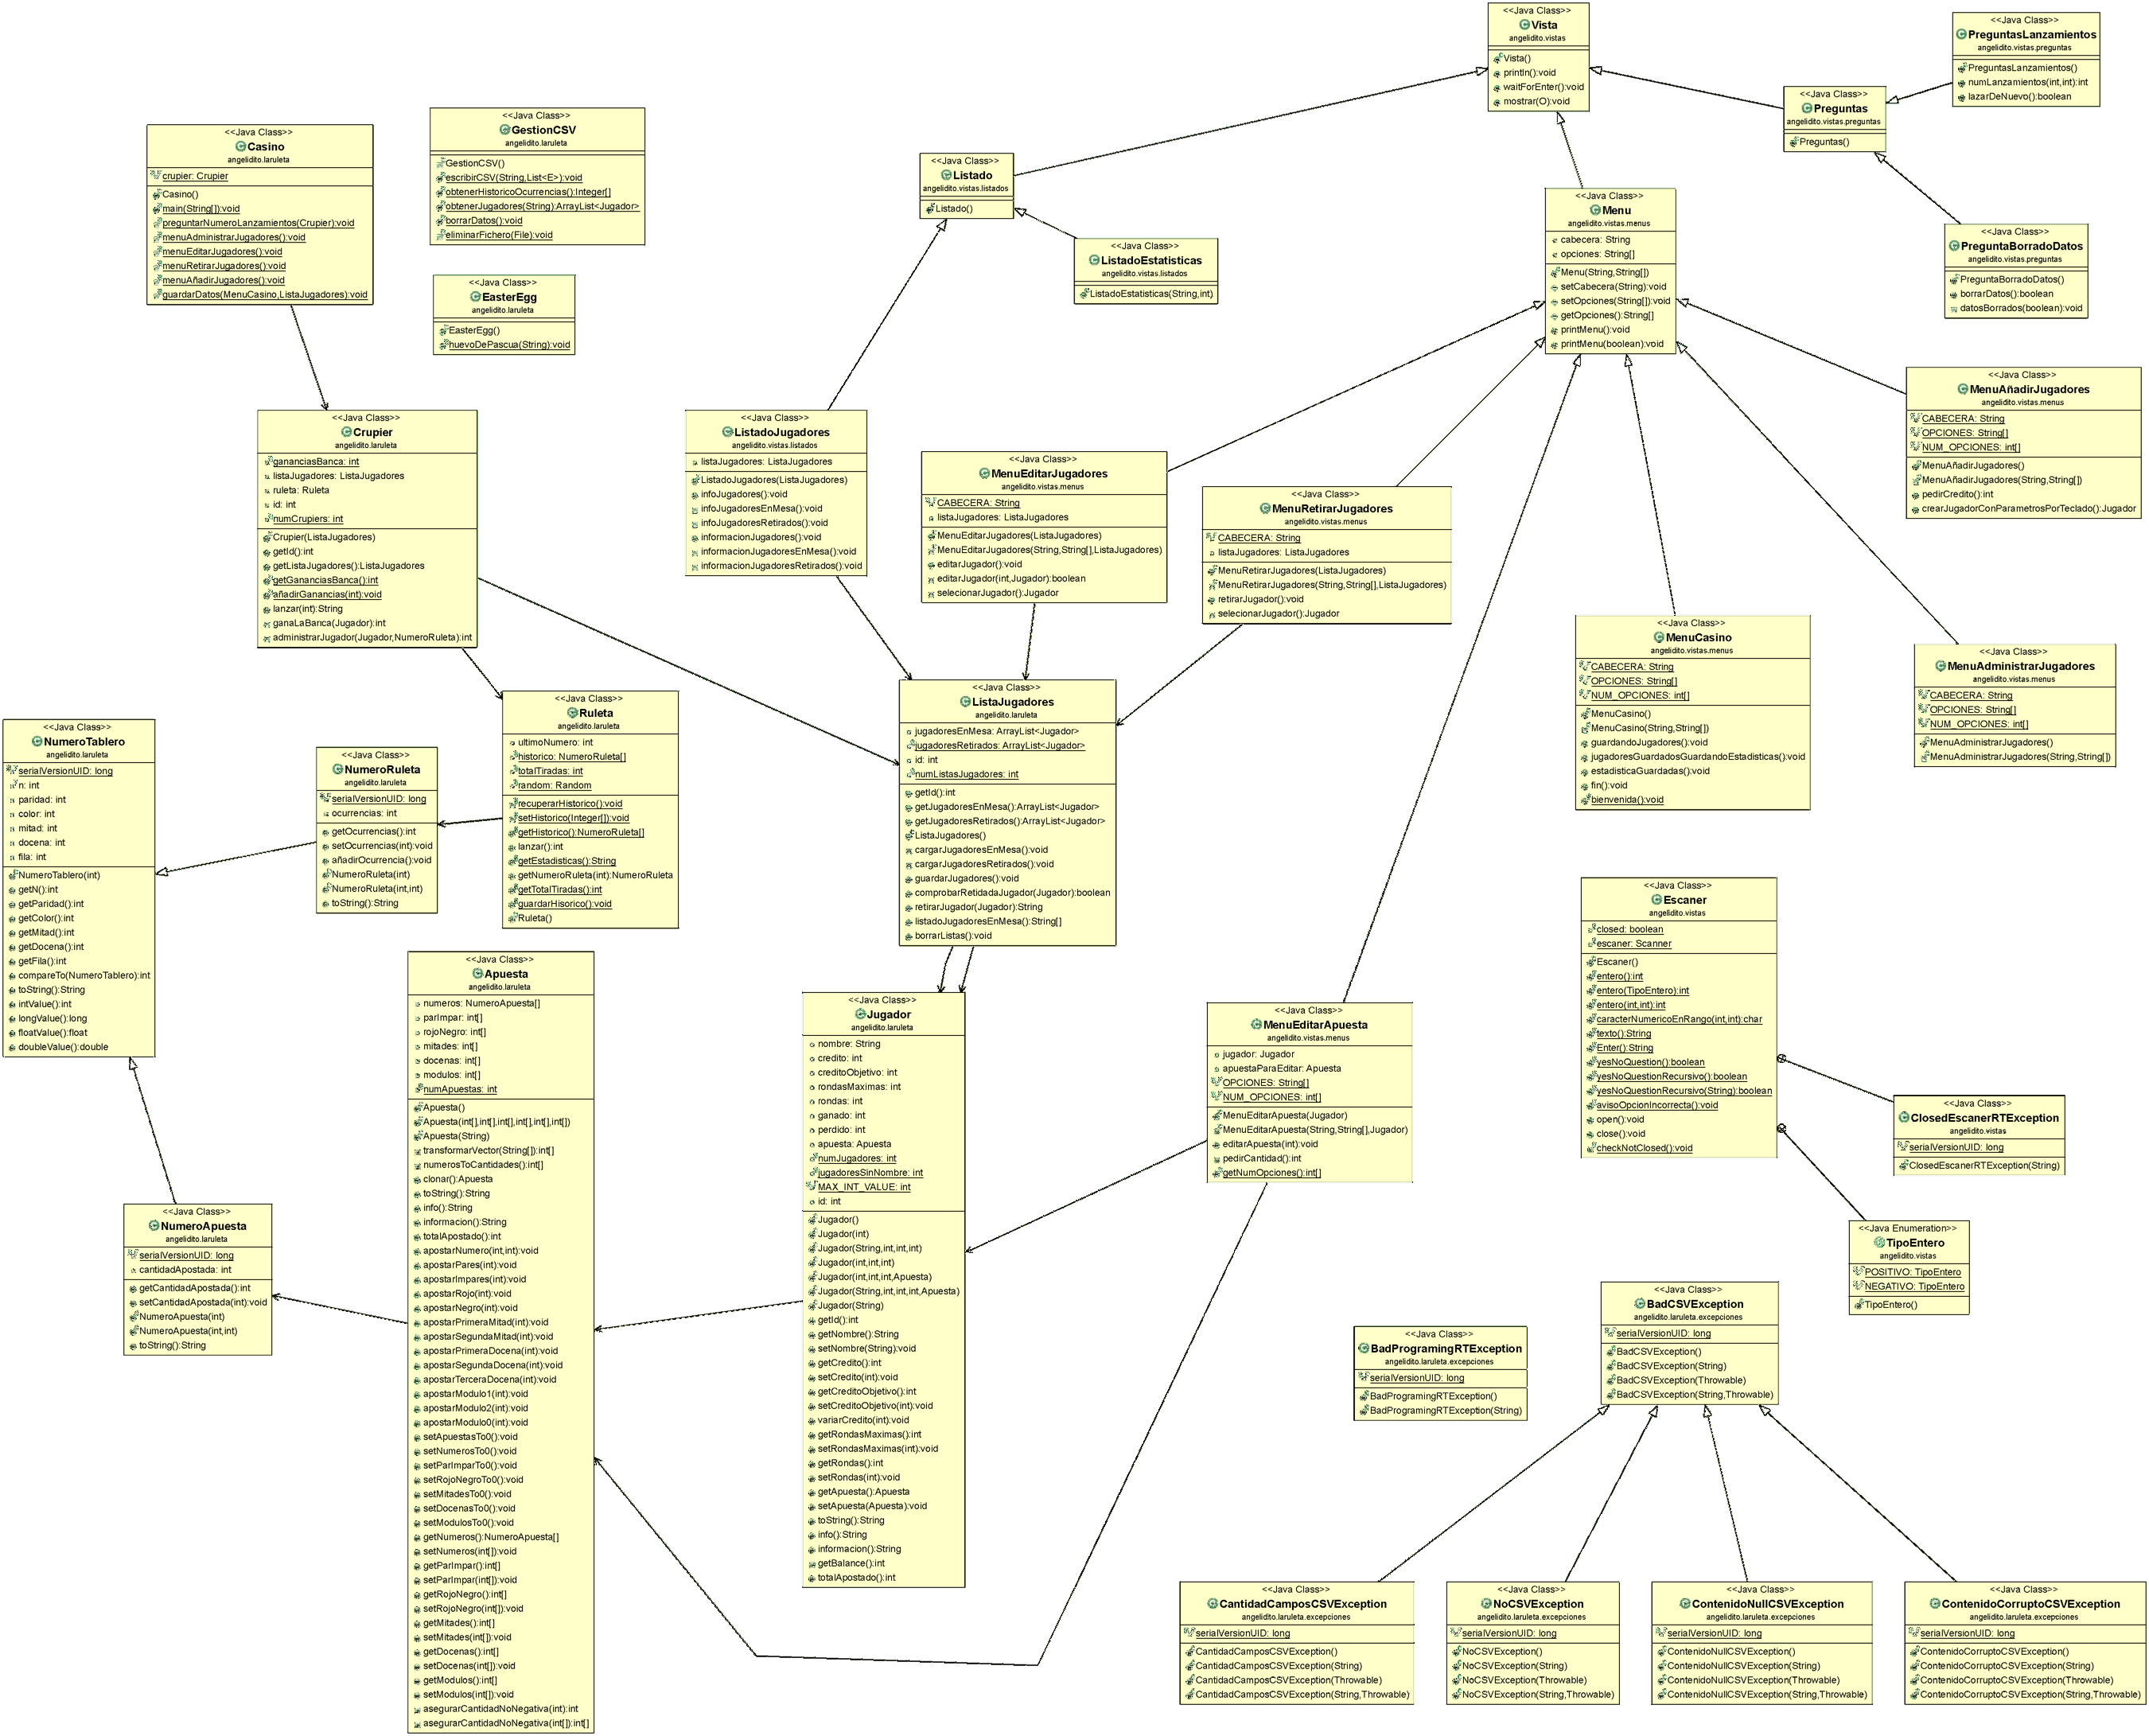 <<Java Class>>
Vista
angelidito.vistas
Vista()
println():void
waitForEnter():void
mostrar(O):void
<<Java Class>>
PreguntasLanzamientos
angelidito.vistas.preguntas
PreguntasLanzamientos()
numLanzamientos(int,int):int
lazarDeNuevo():boolean
<<Java Class>>
Preguntas
angelidito.vistas.preguntas
Preguntas()
<<Java Class>>
GestionCSV
angelidito.laruleta
GestionCSV()
escribirCSV(String,List<E>):void
obtenerHistoricoOcurrencias():Integer[]
obtenerJugadores(String):ArrayList<Jugador>
borrarDatos():void
eliminarFichero(File):void
<<Java Class>>
Casino
angelidito.laruleta
crupier: Crupier
Casino()
main(String[]):void
preguntarNumeroLanzamientos(Crupier):void
menuAdministrarJugadores():void
menuEditarJugadores():void
menuRetirarJugadores():void
menuAñadirJugadores():void
guardarDatos(MenuCasino,ListaJugadores):void
<<Java Class>>
Listado
angelidito.vistas.listados
Listado()
<<Java Class>>
Menu
angelidito.vistas.menus
cabecera: String
opciones: String[]
Menu(String,String[])
setCabecera(String):void
setOpciones(String[]):void
getOpciones():String[]
printMenu():void
printMenu(boolean):void
<<Java Class>>
PreguntaBorradoDatos
angelidito.vistas.preguntas
PreguntaBorradoDatos()
borrarDatos():boolean
datosBorrados(boolean):void
<<Java Class>>
ListadoEstatisticas
angelidito.vistas.listados
ListadoEstatisticas(String,int)
<<Java Class>>
EasterEgg
angelidito.laruleta
EasterEgg()
huevoDePascua(String):void
<<Java Class>>
MenuAñadirJugadores
angelidito.vistas.menus
CABECERA: String
OPCIONES: String[]
NUM_OPCIONES: int[]
MenuAñadirJugadores()
MenuAñadirJugadores(String,String[])
pedirCredito():int
crearJugadorConParametrosPorTeclado():Jugador
<<Java Class>>
Crupier
angelidito.laruleta
gananciasBanca: int
listaJugadores: ListaJugadores
ruleta: Ruleta
id: int
numCrupiers: int
Crupier(ListaJugadores)
getId():int
getListaJugadores():ListaJugadores
getGananciasBanca():int
añadirGanancias(int):void
lanzar(int):String
ganaLaBanca(Jugador):int
administrarJugador(Jugador,NumeroRuleta):int
<<Java Class>>
ListadoJugadores
angelidito.vistas.listados
listaJugadores: ListaJugadores
ListadoJugadores(ListaJugadores)
infoJugadores():void
infoJugadoresEnMesa():void
infoJugadoresRetirados():void
informacionJugadores():void
informacionJugadoresEnMesa():void
informacionJugadoresRetirados():void
<<Java Class>>
MenuEditarJugadores
angelidito.vistas.menus
CABECERA: String
listaJugadores: ListaJugadores
MenuEditarJugadores(ListaJugadores)
MenuEditarJugadores(String,String[],ListaJugadores)
editarJugador():void
editarJugador(int,Jugador):boolean
selecionarJugador():Jugador
<<Java Class>>
MenuRetirarJugadores
angelidito.vistas.menus
CABECERA: String
listaJugadores: ListaJugadores
MenuRetirarJugadores(ListaJugadores)
MenuRetirarJugadores(String,String[],ListaJugadores)
retirarJugador():void
selecionarJugador():Jugador
<<Java Class>>
MenuCasino
angelidito.vistas.menus
CABECERA: String
OPCIONES: String[]
NUM_OPCIONES: int[]
MenuCasino()
MenuCasino(String,String[])
guardandoJugadores():void
jugadoresGuardadosGuardandoEstadisticas():void
estadisticaGuardadas():void
fin():void
bienvenida():void
<<Java Class>>
MenuAdministrarJugadores
angelidito.vistas.menus
CABECERA: String
OPCIONES: String[]
NUM_OPCIONES: int[]
MenuAdministrarJugadores()
MenuAdministrarJugadores(String,String[])
<<Java Class>>
ListaJugadores
angelidito.laruleta
jugadoresEnMesa: ArrayList<Jugador>
jugadoresRetirados: ArrayList<Jugador>
id: int
numListasJugadores: int
getId():int
getJugadoresEnMesa():ArrayList<Jugador>
getJugadoresRetirados():ArrayList<Jugador>
ListaJugadores()
cargarJugadoresEnMesa():void
cargarJugadoresRetirados():void
guardarJugadores():void
comprobarRetidadaJugador(Jugador):boolean
retirarJugador(Jugador):String
listadoJugadoresEnMesa():String[]
borrarListas():void
<<Java Class>>
Ruleta
angelidito.laruleta
ultimoNumero: int
historico: NumeroRuleta[]
totalTiradas: int
random: Random
recuperarHistorico():void
setHistorico(Integer[]):void
getHistorico():NumeroRuleta[]
lanzar():int
getEstadisticas():String
getNumeroRuleta(int):NumeroRuleta
getTotalTiradas():int
guardarHisorico():void
Ruleta()
<<Java Class>>
NumeroTablero
angelidito.laruleta
serialVersionUID: long
n: int
paridad: int
color: int
mitad: int
docena: int
fila: int
NumeroTablero(int)
getN():int
getParidad():int
getColor():int
getMitad():int
getDocena():int
getFila():int
compareTo(NumeroTablero):int
toString():String
intValue():int
longValue():long
floatValue():float
doubleValue():double
<<Java Class>>
NumeroRuleta
angelidito.laruleta
serialVersionUID: long
ocurrencias: int
getOcurrencias():int
setOcurrencias(int):void
añadirOcurrencia():void
NumeroRuleta(int)
NumeroRuleta(int,int)
toString():String
<<Java Class>>
Escaner
angelidito.vistas
closed: boolean
escaner: Scanner
Escaner()
entero():int
entero(TipoEntero):int
entero(int,int):int
caracterNumericoEnRango(int,int):char
texto():String
Enter():String
yesNoQuestion():boolean
yesNoQuestionRecursivo():boolean
yesNoQuestionRecursivo(String):boolean
avisoOpcionIncorrecta():void
open():void
close():void
checkNotClosed():void
<<Java Class>>
Apuesta
angelidito.laruleta
numeros: NumeroApuesta[]
parImpar: int[]
rojoNegro: int[]
mitades: int[]
docenas: int[]
modulos: int[]
numApuestas: int
Apuesta()
Apuesta(int[],int[],int[],int[],int[],int[])
Apuesta(String)
transformarVector(String[]):int[]
numerosToCantidades():int[]
clonar():Apuesta
toString():String
info():String
informacion():String
totalApostado():int
apostarNumero(int,int):void
apostarPares(int):void
apostarImpares(int):void
apostarRojo(int):void
apostarNegro(int):void
apostarPrimeraMitad(int):void
apostarSegundaMitad(int):void
apostarPrimeraDocena(int):void
apostarSegundaDocena(int):void
apostarTerceraDocena(int):void
apostarModulo1(int):void
apostarModulo2(int):void
apostarModulo0(int):void
setApuestasTo0():void
setNumerosTo0():void
setParImparTo0():void
setRojoNegroTo0():void
setMitadesTo0():void
setDocenasTo0():void
setModulosTo0():void
getNumeros():NumeroApuesta[]
setNumeros(int[]):void
getParImpar():int[]
setParImpar(int[]):void
getRojoNegro():int[]
setRojoNegro(int[]):void
getMitades():int[]
setMitades(int[]):void
getDocenas():int[]
setDocenas(int[]):void
getModulos():int[]
setModulos(int[]):void
asegurarCantidadNoNegativa(int):int
asegurarCantidadNoNegativa(int[]):int[]
<<Java Class>>
Jugador
angelidito.laruleta
nombre: String
credito: int
creditoObjetivo: int
rondasMaximas: int
rondas: int
ganado: int
perdido: int
apuesta: Apuesta
numJugadores: int
jugadoresSinNombre: int
MAX_INT_VALUE: int
id: int
Jugador()
Jugador(int)
Jugador(String,int,int,int)
Jugador(int,int,int)
Jugador(int,int,int,Apuesta)
Jugador(String,int,int,int,Apuesta)
Jugador(String)
getId():int
getNombre():String
setNombre(String):void
getCredito():int
setCredito(int):void
getCreditoObjetivo():int
setCreditoObjetivo(int):void
variarCredito(int):void
getRondasMaximas():int
setRondasMaximas(int):void
getRondas():int
setRondas(int):void
getApuesta():Apuesta
setApuesta(Apuesta):void
toString():String
info():String
informacion():String
getBalance():int
totalApostado():int
<<Java Class>>
MenuEditarApuesta
angelidito.vistas.menus
jugador: Jugador
apuestaParaEditar: Apuesta
OPCIONES: String[]
NUM_OPCIONES: int[]
MenuEditarApuesta(Jugador)
MenuEditarApuesta(String,String[],Jugador)
editarApuesta(int):void
pedirCantidad():int
getNumOpciones():int[]
<<Java Class>>
ClosedEscanerRTException
angelidito.vistas
serialVersionUID: long
ClosedEscanerRTException(String)
<<Java Class>>
NumeroApuesta
angelidito.laruleta
serialVersionUID: long
cantidadApostada: int
getCantidadApostada():int
setCantidadApostada(int):void
NumeroApuesta(int)
NumeroApuesta(int,int)
toString():String
<<Java Enumeration>>
TipoEntero
angelidito.vistas
POSITIVO: TipoEntero
NEGATIVO: TipoEntero
TipoEntero()
<<Java Class>>
BadCSVException
angelidito.laruleta.excepciones
serialVersionUID: long
BadCSVException()
BadCSVException(String)
BadCSVException(Throwable)
BadCSVException(String,Throwable)
<<Java Class>>
BadProgramingRTException
angelidito.laruleta.excepciones
serialVersionUID: long
BadProgramingRTException()
BadProgramingRTException(String)
<<Java Class>>
CantidadCamposCSVException
angelidito.laruleta.excepciones
serialVersionUID: long
CantidadCamposCSVException()
CantidadCamposCSVException(String)
CantidadCamposCSVException(Throwable)
CantidadCamposCSVException(String,Throwable)
<<Java Class>>
NoCSVException
angelidito.laruleta.excepciones
serialVersionUID: long
NoCSVException()
NoCSVException(String)
NoCSVException(Throwable)
NoCSVException(String,Throwable)
<<Java Class>>
ContenidoNullCSVException
angelidito.laruleta.excepciones
serialVersionUID: long
ContenidoNullCSVException()
ContenidoNullCSVException(String)
ContenidoNullCSVException(Throwable)
ContenidoNullCSVException(String,Throwable)
<<Java Class>>
ContenidoCorruptoCSVException
angelidito.laruleta.excepciones
serialVersionUID: long
ContenidoCorruptoCSVException()
ContenidoCorruptoCSVException(String)
ContenidoCorruptoCSVException(Throwable)
ContenidoCorruptoCSVException(String,Throwable)